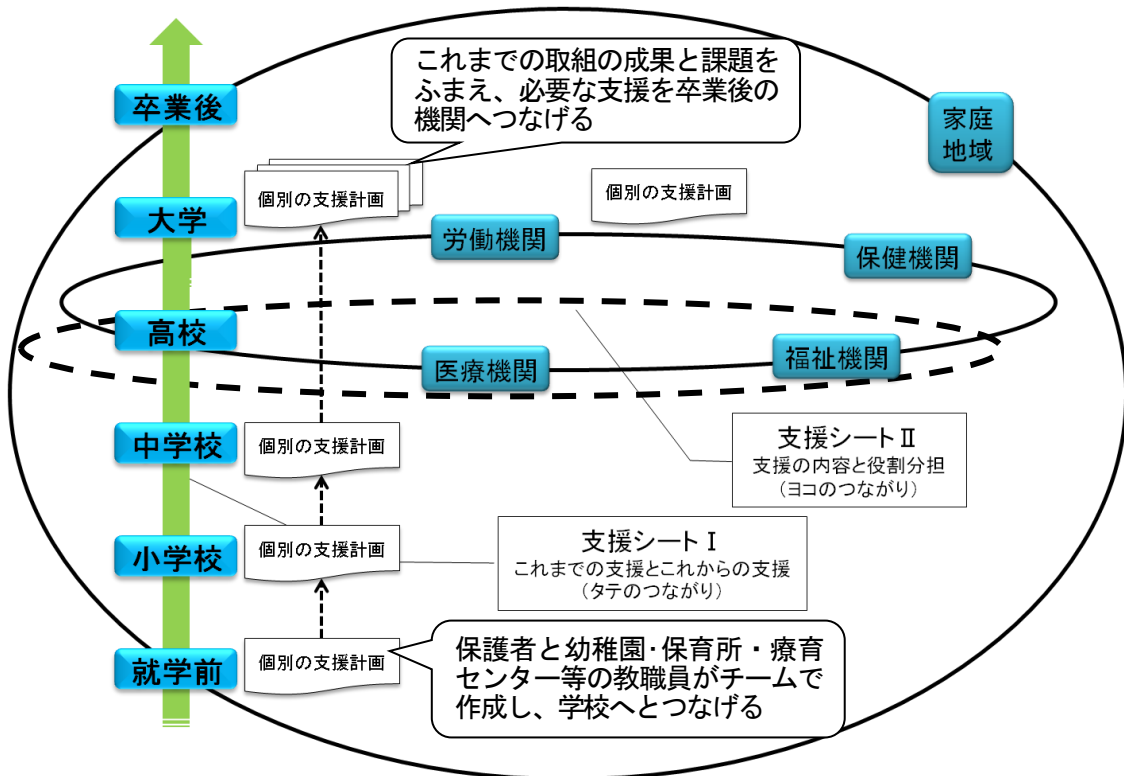 これまでの取組の成果と課題を
ふまえ、必要な支援を卒業後の
機関へつなげる
卒業後
家庭
地域
個別の支援計画
個別の支援計画
大学
労働機関
保健機関
高校
医療機関
福祉機関
中学校
個別の支援計画
支援シートⅡ
支援の内容と役割分担
（ヨコのつながり）
小学校
個別の支援計画
支援シートⅠ
これまでの支援とこれからの支援
（タテのつながり）
就学前
個別の支援計画
保護者と幼稚園・保育所・療育
センター等の教職員がチームで
作成し、学校へとつなげる